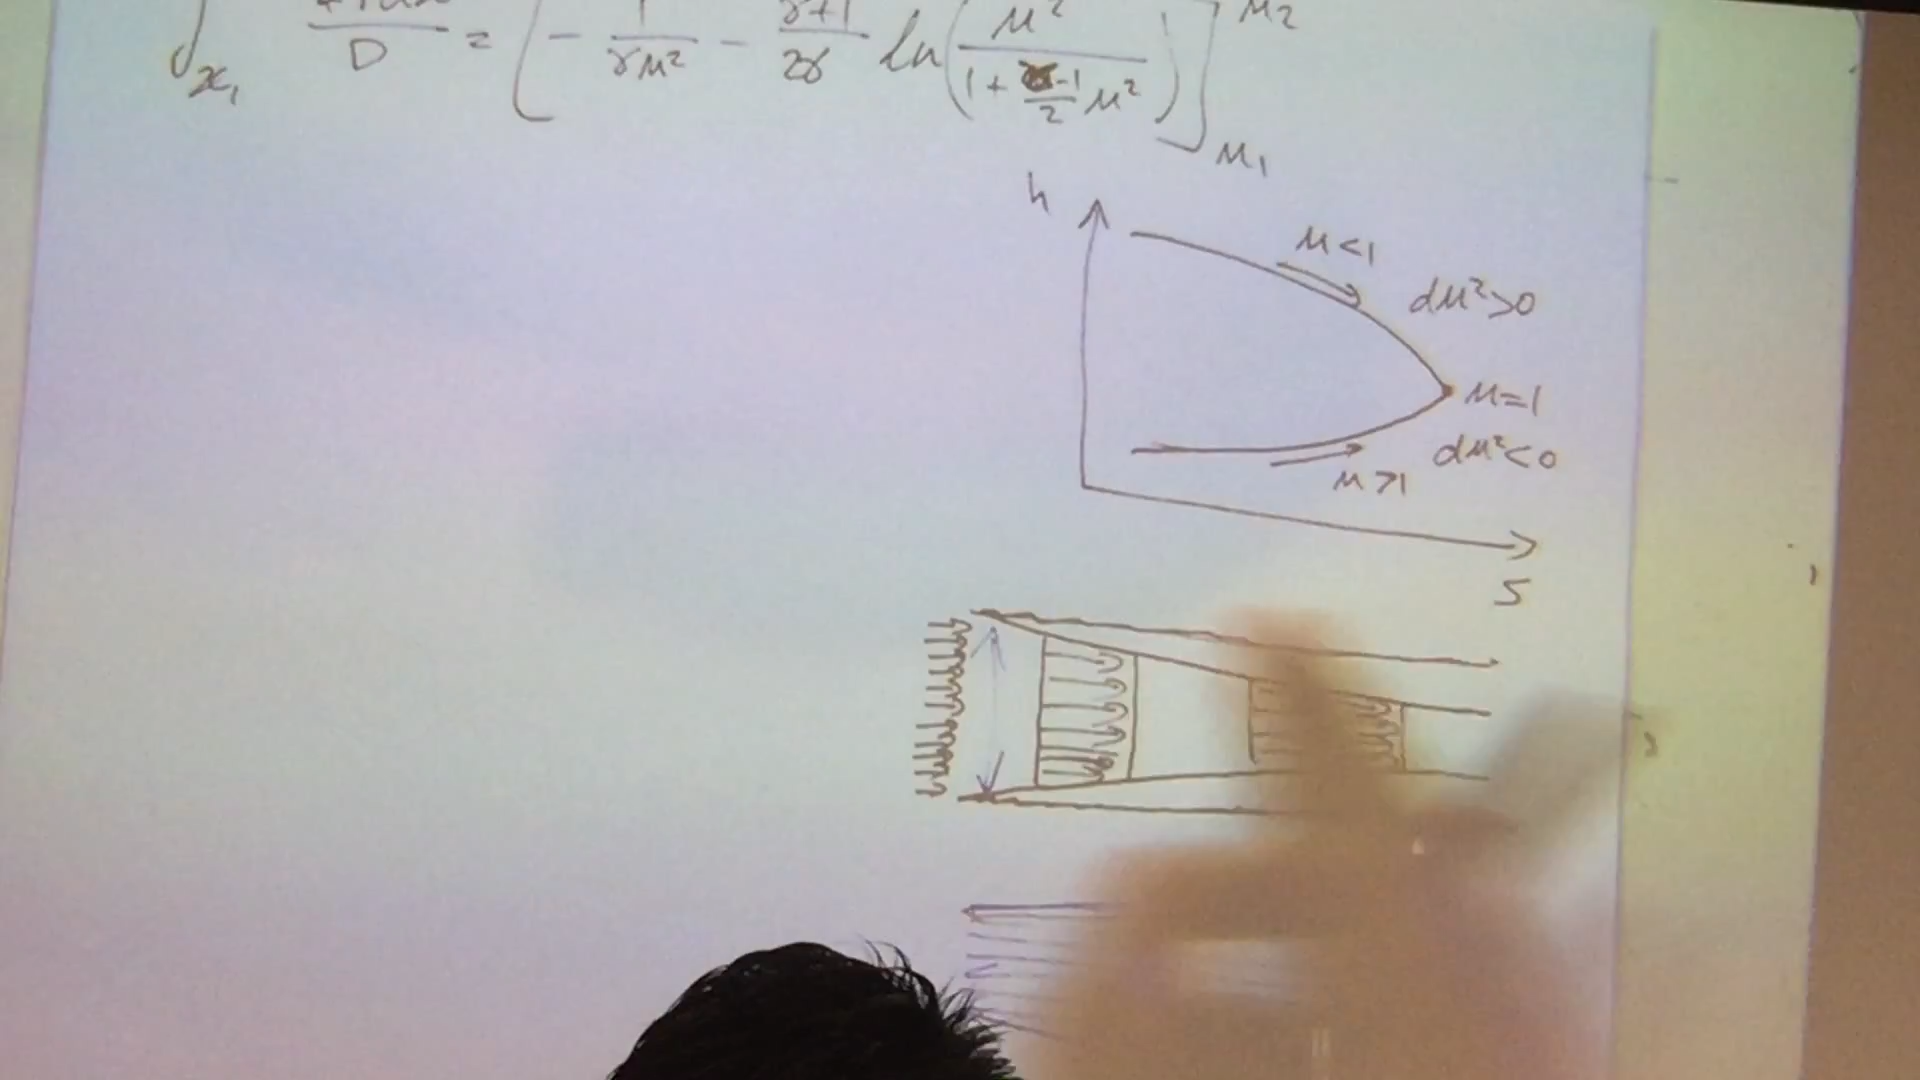 ∫x₁ 4fdx/D = [ - 1/γM² - γ+1/2γ ln( M²/1+γ-1/2 M² ) ] M₂ M₁
h
M<1
dM²>0
M=1
dM²<0
M>1
S